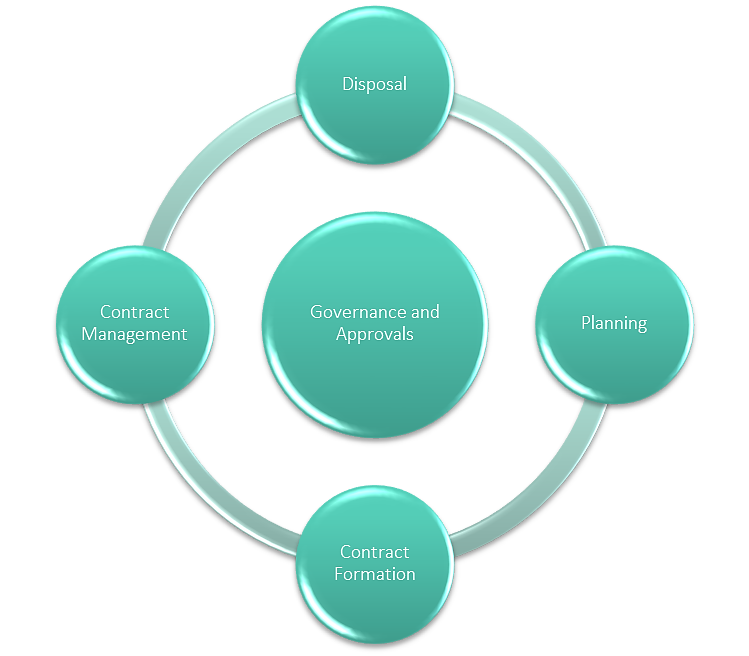 Disposal
Contract
Management
Governance and
Approvals
Planning
Contract
Formation